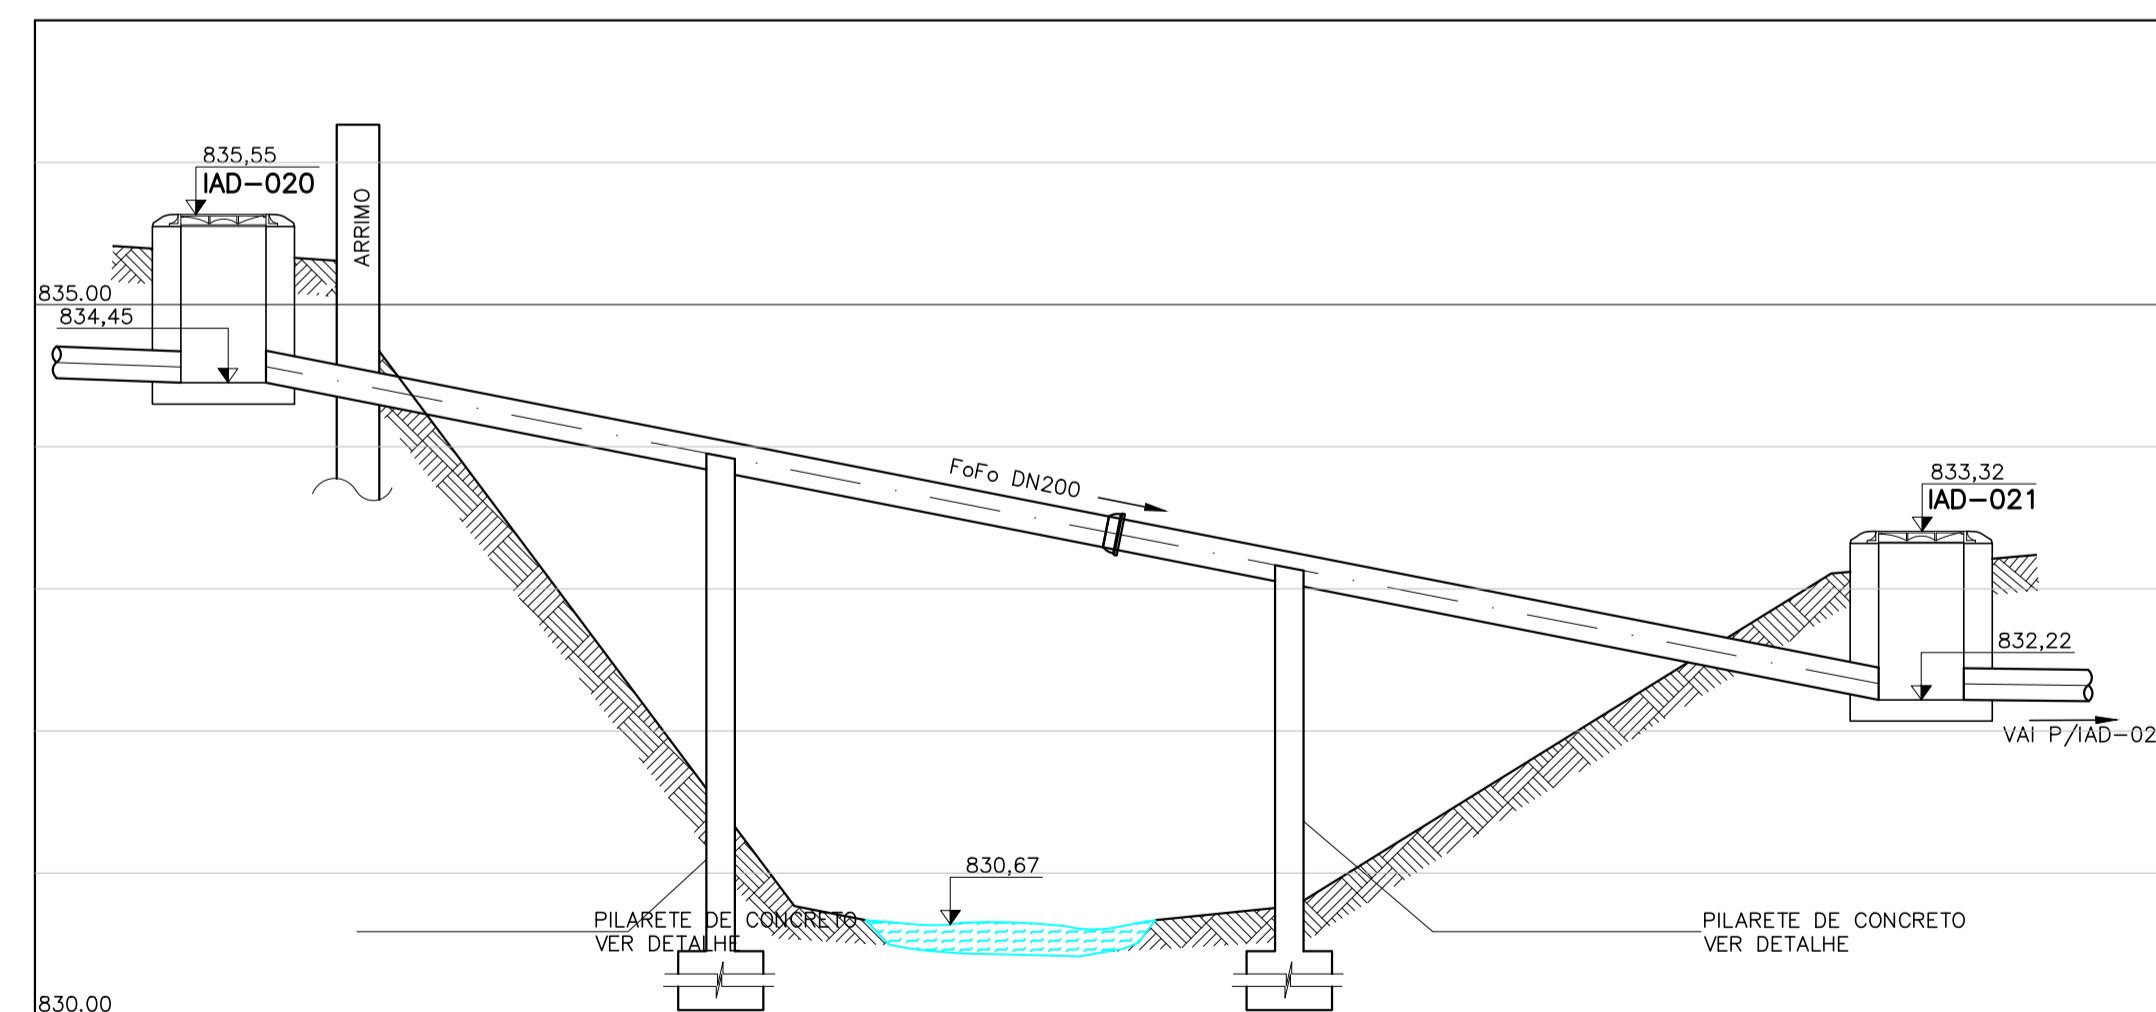 835,55
IAD-020
ARRIMO
835.00
834,45
FoFo DN200
833,32
IAD-021
832,22
VAI P/IAD-02
830,67
PILARETE DE CONCRETO
VER DETALHE
PILARETE DE CONCRETO
VER DETALHE
830.00